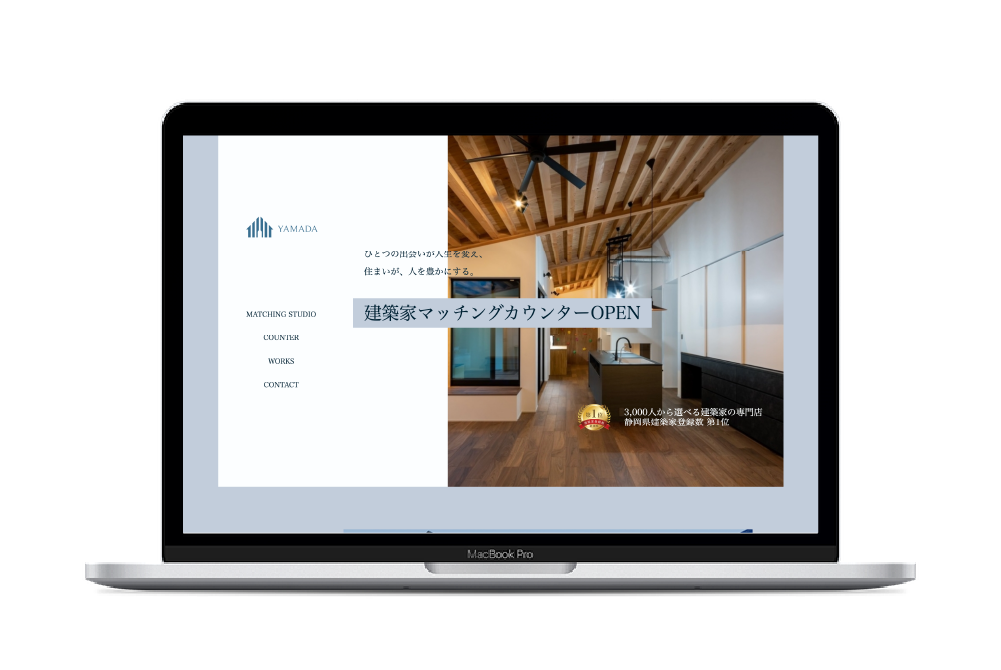 YAMADA
ひとつの出会いが人生を変え、
住まいが、人を豊かにする。
建築家マッチングカウンターOPEN
MATCHING STUDIO
COUNTER
WORKS
CONTACT
1
3,000人から選べる建築家の専門店
静岡県建築家登録数 第1位
MacBook Pro